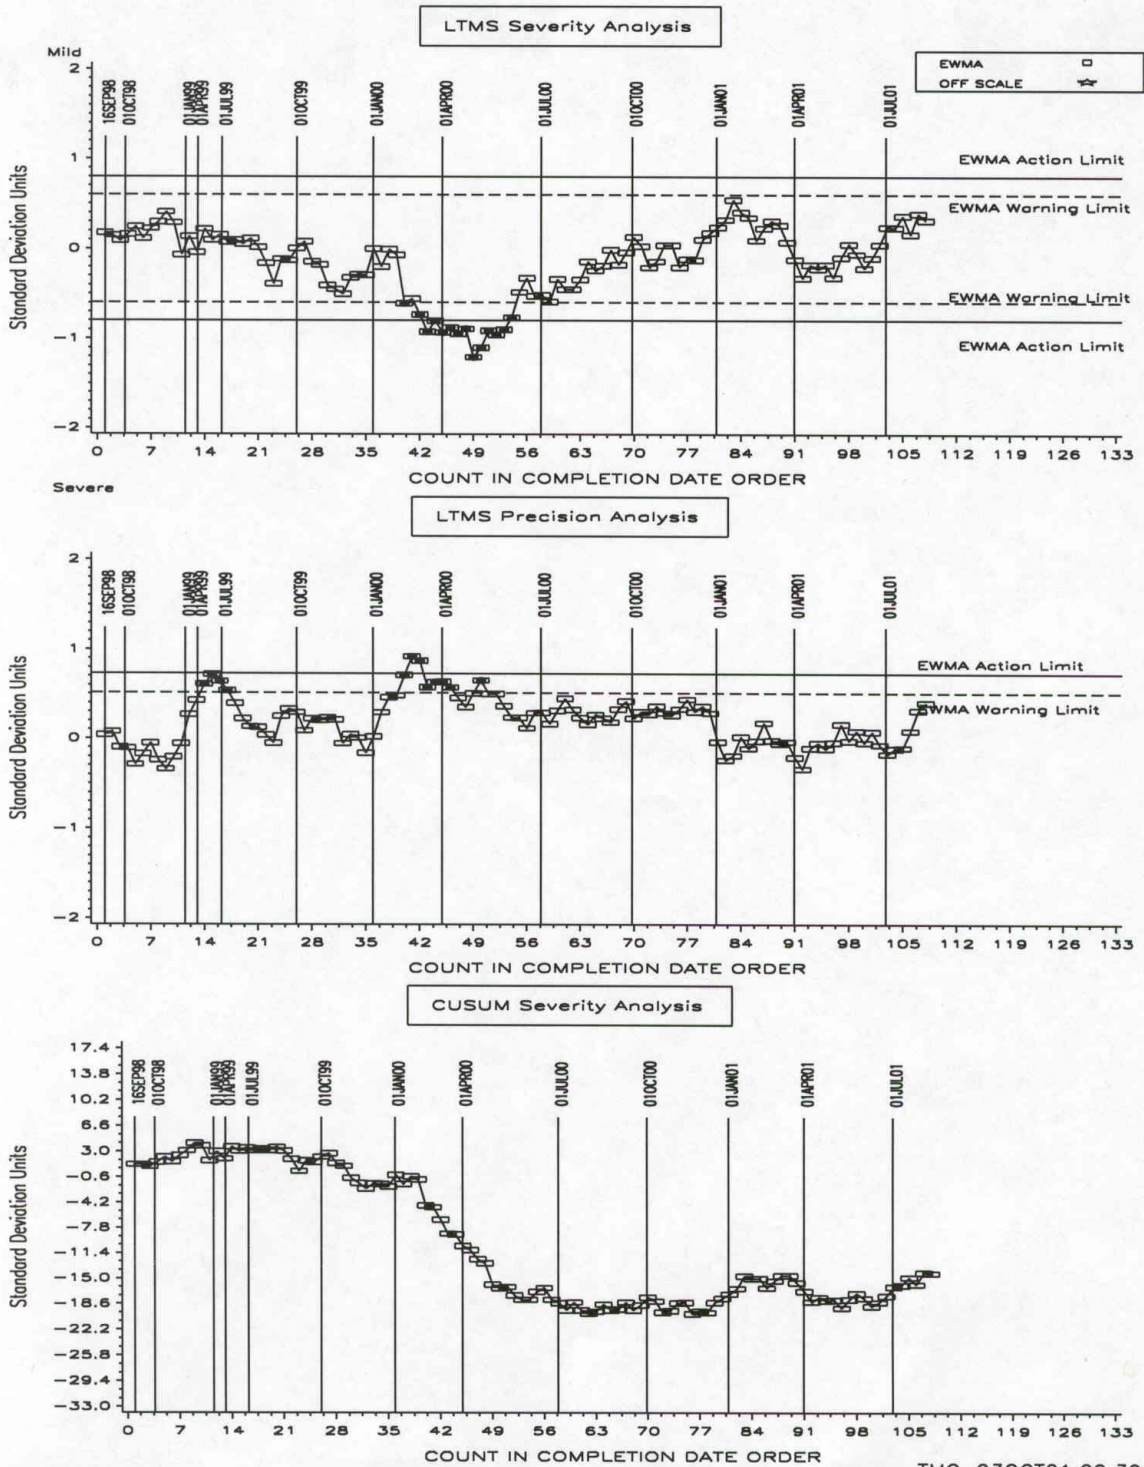 LTMS Severity Analysis
Mild
EWMA
OFF SCALE
2
1
0
-1
-2
Standard Deviation Units
16SEP98
01OCT98
01JAN99
01APR99
01JUL99
01OCT99
01JAN00
01APR00
01JUL00
01OCT00
01JAN01
01APR01
01JUL01
EWMA Action Limit
EWMA Warning Limit
EWMA Warning Limit
EWMA Action Limit
0 7 14 21 28 35 42 49 56 63 70 77 84 91 98 105 112 119 126 133
COUNT IN COMPLETION DATE ORDER
Severe
LTMS Precision Analysis
2
1
0
-1
-2
Standard Deviation Units
16SEP98
01OCT98
01JAN99
01APR99
01JUL99
01OCT99
01JAN00
01APR00
01JUL00
01OCT00
01JAN01
01APR01
01JUL01
EWMA Action Limit
EWMA Warning Limit
0 7 14 21 28 35 42 49 56 63 70 77 84 91 98 105 112 119 126 133
COUNT IN COMPLETION DATE ORDER
CUSUM Severity Analysis
17.4
13.8
10.2
6.6
3.0
-0.6
-4.2
-7.8
-11.4
-15.0
-18.6
-22.2
-25.8
-29.4
-33.0
Standard Deviation Units
16SEP98
01OCT98
01JAN99
01APR99
01JUL99
01OCT99
01JAN00
01APR00
01JUL00
01OCT00
01JAN01
01APR01
01JUL01
0 7 14 21 28 35 42 49 56 63 70 77 84 91 98 105 112 119 126 133
COUNT IN COMPLETION DATE ORDER